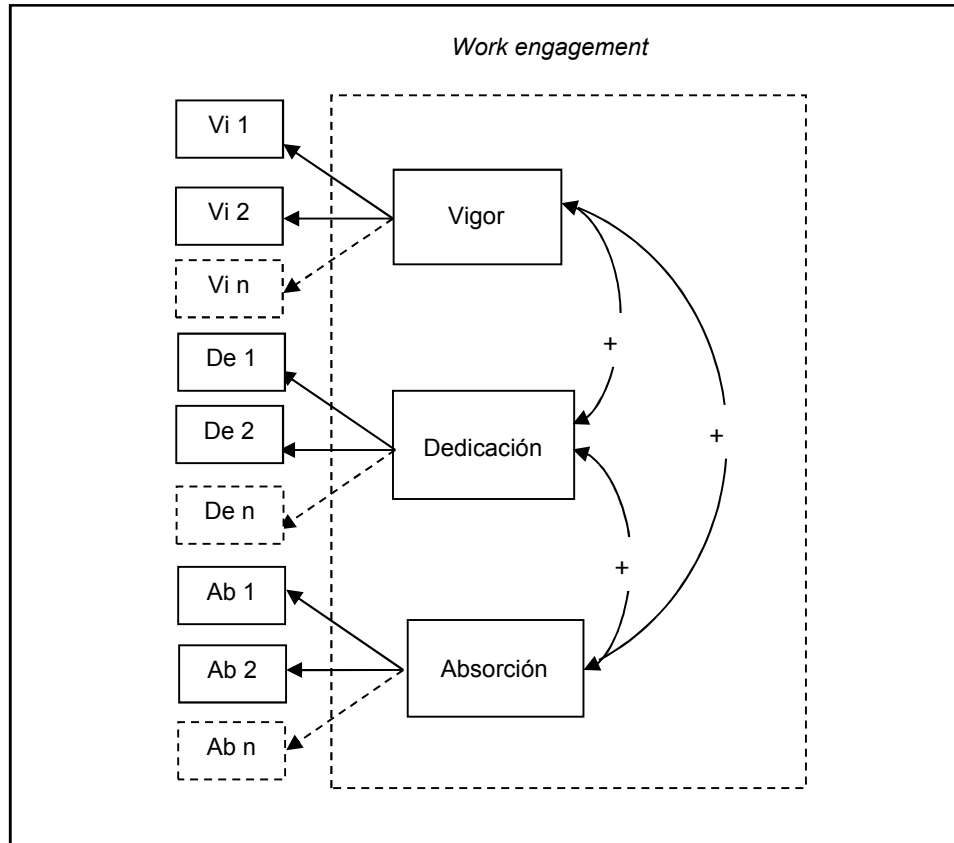 Work engagement
Vi 1
Vi 2
Vigor
Vi n
De 1
+
De 2
Dedicación
+
De n
+
Ab 1
Ab 2
Absorción
Ab n